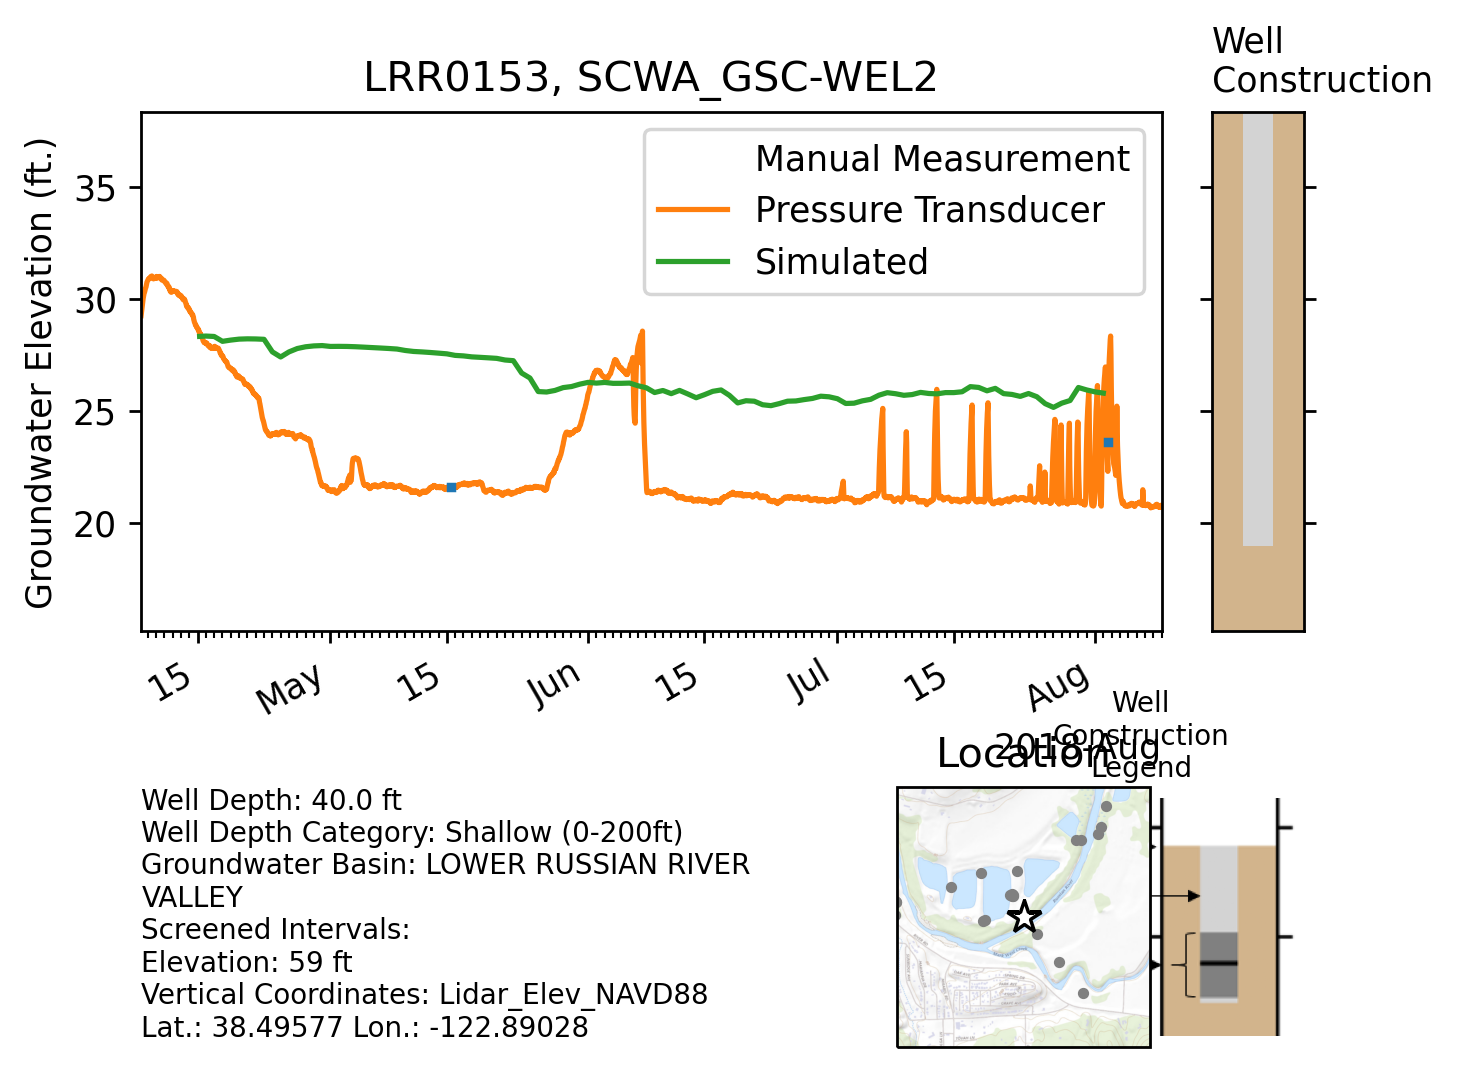 Well
Construction
LRR0153, SCWA_GSC-WEL2
Groundwater Elevation (ft.)
35
30
25
20
Manual Measurement
Pressure Transducer
Simulated
15
May
15
Jun
15
Jul
15
Aug
2018-Aug
Location
Well
Construction
Legend
Well Depth: 40.0 ft
Well Depth Category: Shallow (0-200ft)
Groundwater Basin: LOWER RUSSIAN RIVER
VALLEY
Screened Intervals:
Elevation: 59 ft
Vertical Coordinates: Lidar_Elev_NAVD88
Lat.: 38.49577 Lon.: -122.89028